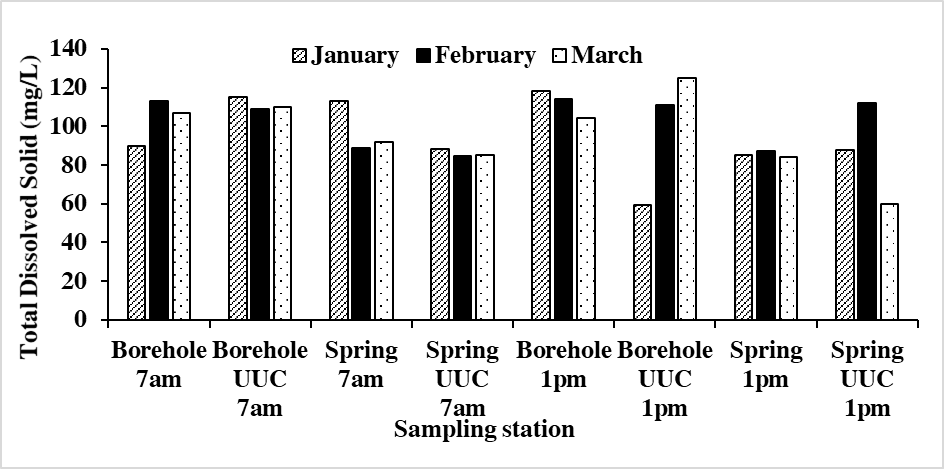 Total Dissolved Solid (mg/L)
140
120
100
80
60
40
20
0
January February March
Borehole
7am
Borehole
UUC
7am
Spring
7am
Spring
UUC
7am
Borehole
1pm
Borehole
UUC
1pm
Spring
1pm
Spring
UUC
1pm
Sampling station